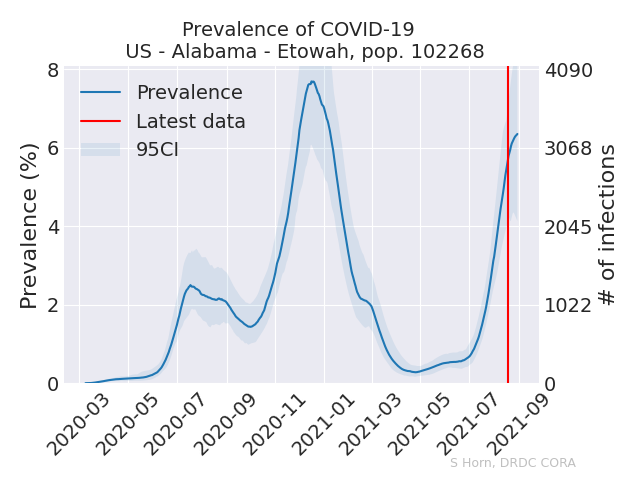 Prevalence of COVID-19
US - Alabama - Etowah, pop. 102268
Prevalence
Latest data
95CI
Prevalence (%)
8
6
4
2
0
4090
3068
2045
1022
0
# of infections
2020-03
2020-05
2020-07
2020-09
2020-11
2021-01
2021-03
2021-05
2021-07
2021-09
S Horn, DRDC CORA